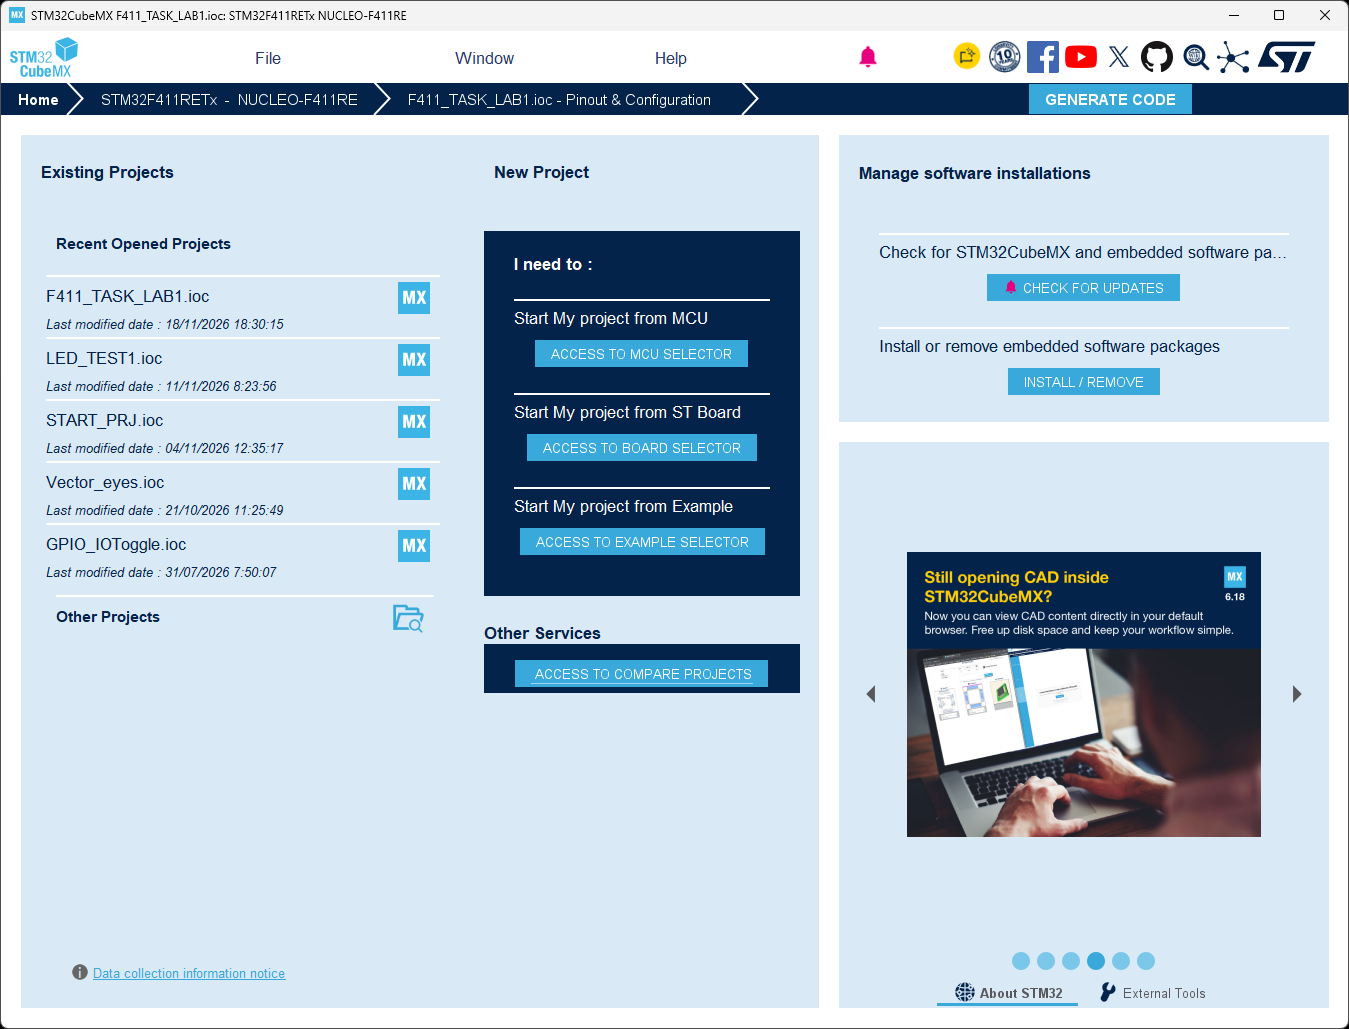 MX STM32CubeMX F411_TASK_LAB1.ioc: STM32F411RETx NUCLEO-F411RE
STM32
CubeMX
File
Window
Help
10
Home
STM32F411RETx - NUCLEO-F411RE
F411_TASK_LAB1.ioc - Pinout & Configuration
GENERATE CODE
Existing Projects
Recent Opened Projects
F411_TASK_LAB1.ioc
MX
Last modified date : 18/11/2026 18:30:15
LED_TEST1.ioc
MX
Last modified date : 11/11/2026 8:23:56
START_PRJ.ioc
MX
Last modified date : 04/11/2026 12:35:17
Vector_eyes.ioc
MX
Last modified date : 21/10/2026 11:25:49
GPIO_IOToggle.ioc
MX
Last modified date : 31/07/2026 7:50:07
Other Projects
Data collection information notice
New Project
I need to :
Start My project from MCU
ACCESS TO MCU SELECTOR
Start My project from ST Board
ACCESS TO BOARD SELECTOR
Start My project from Example
ACCESS TO EXAMPLE SELECTOR
Other Services
ACCESS TO COMPARE PROJECTS
Manage software installations
Check for STM32CubeMX and embedded software pa...
CHECK FOR UPDATES
Install or remove embedded software packages
INSTALL / REMOVE
Still opening CAD inside
STM32CubeMX?
MX
6.18
Now you can view CAD content directly in your default
browser. Free up disk space and keep your workflow simple.
About STM32
External Tools